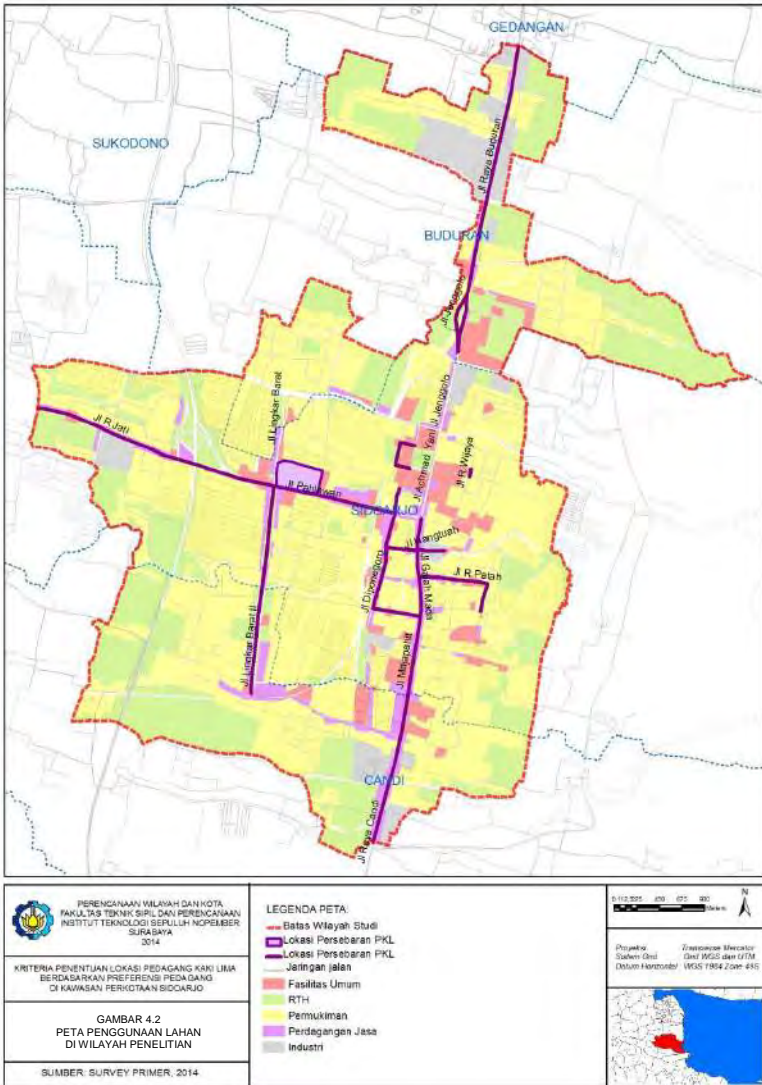 GEDANGAN
SUKODONO
Jl Raya Buduran
BUDURAN
Jl Jenggolo
Jl Lingkar Barat
Jl Jenggolo
Jl R Jati
Jl Achmad Yani
Jl R Wijaya
Jl Pahlawan
SIDOARJO
Jl Hangtuah
Jl Gajah Mada
Jl R Patah
Jl Diponegoro
Jl Lingkar Barat II
Jl Majapahit
CANDI
Jl Raya Candi
PERENCANAAN WILAYAH DAN KOTA
FAKULTAS TEKNIK SIPIL DAN PERENCANAAN
INSTITUT TEKNOLOGI SEPULUH NOPEMBER
SURABAYA
2014
KRITERIA PENENTUAN LOKASI PEDAGANG KAKI LIMA
BERDASARKAN PREFERENSI PEDAGANG
DI KAWASAN PERKOTAAN SIDOARJO
GAMBAR 4.2
PETA PENGGUNAAN LAHAN
DI WILAYAH PENELITIAN
SUMBER: SURVEY PRIMER, 2014
LEGENDA PETA:
Batas Wilayah Studi
Lokasi Persebaran PKL
Lokasi Persebaran PKL
Jaringan jalan
Fasilitas Umum
RTH
Permukiman
Perdagangan Jasa
Industri
N
450 675 900
Meters
Proyeksi Transverse Mercator
Sistem Grid Grid WGS dan UTM
Datum Horizontal WGS 1984 Zone 49S